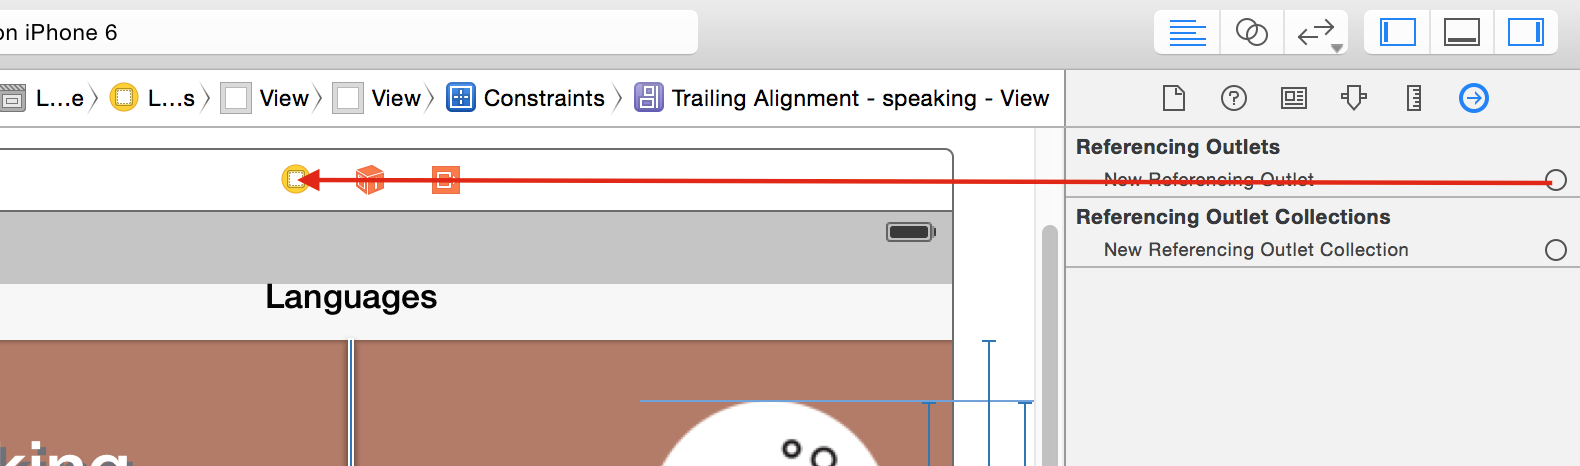 on iPhone 6
L...e L...s View View Constraints Trailing Alignment - speaking - View
Referencing Outlets
New Referencing Outlet
Referencing Outlet Collections
New Referencing Outlet Collection
Languages
king